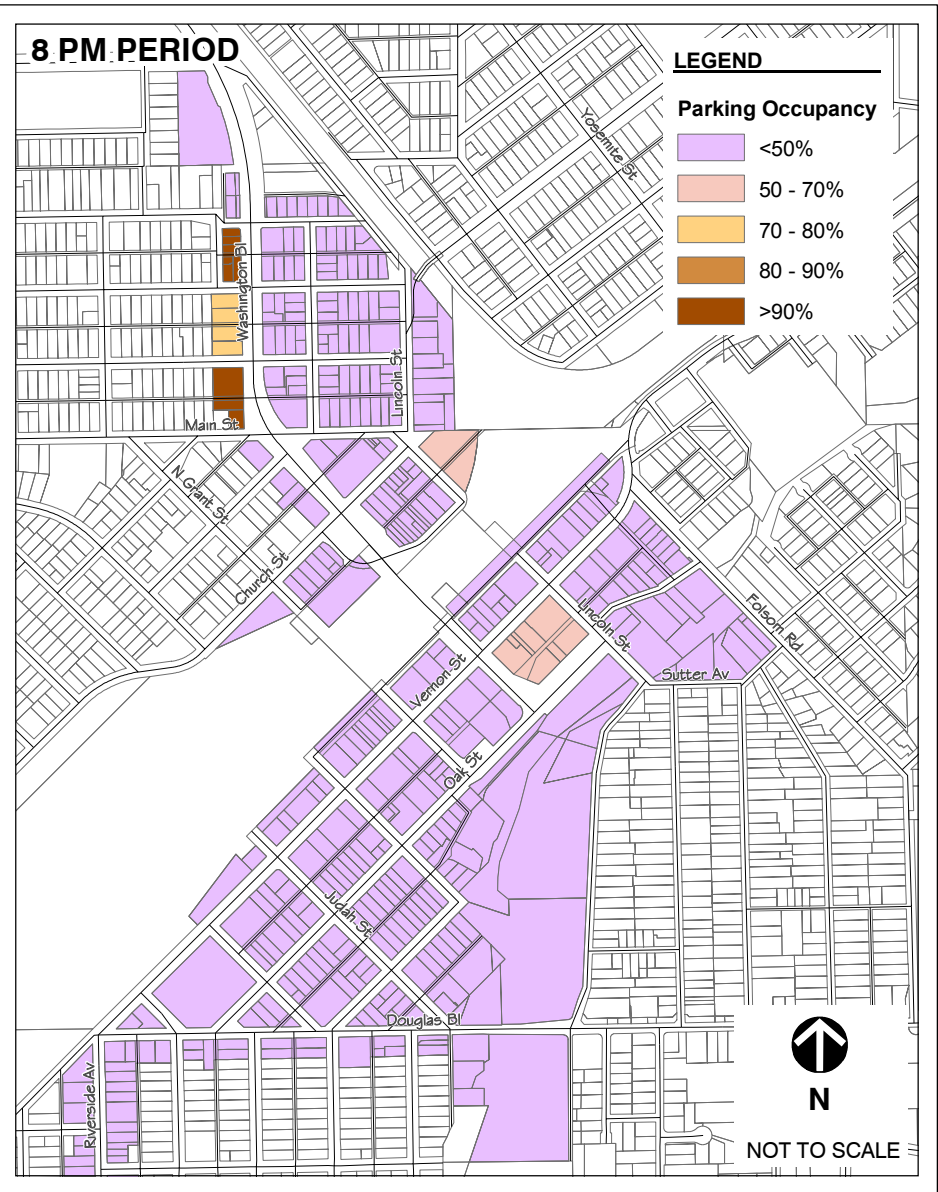 8 PM PERIOD
LEGEND
Parking Occupancy
<50%
50 - 70%
70 - 80%
80 - 90%
>90%
Yosemite St
Washington Bl
Lincoln St
Main St
N Grant St
Church St
Lincoln St
Folsom Rd
Sutter Av
Vernon St
Oak St
Judah St
Douglas Bl
Riverside Av
N
NOT TO SCALE